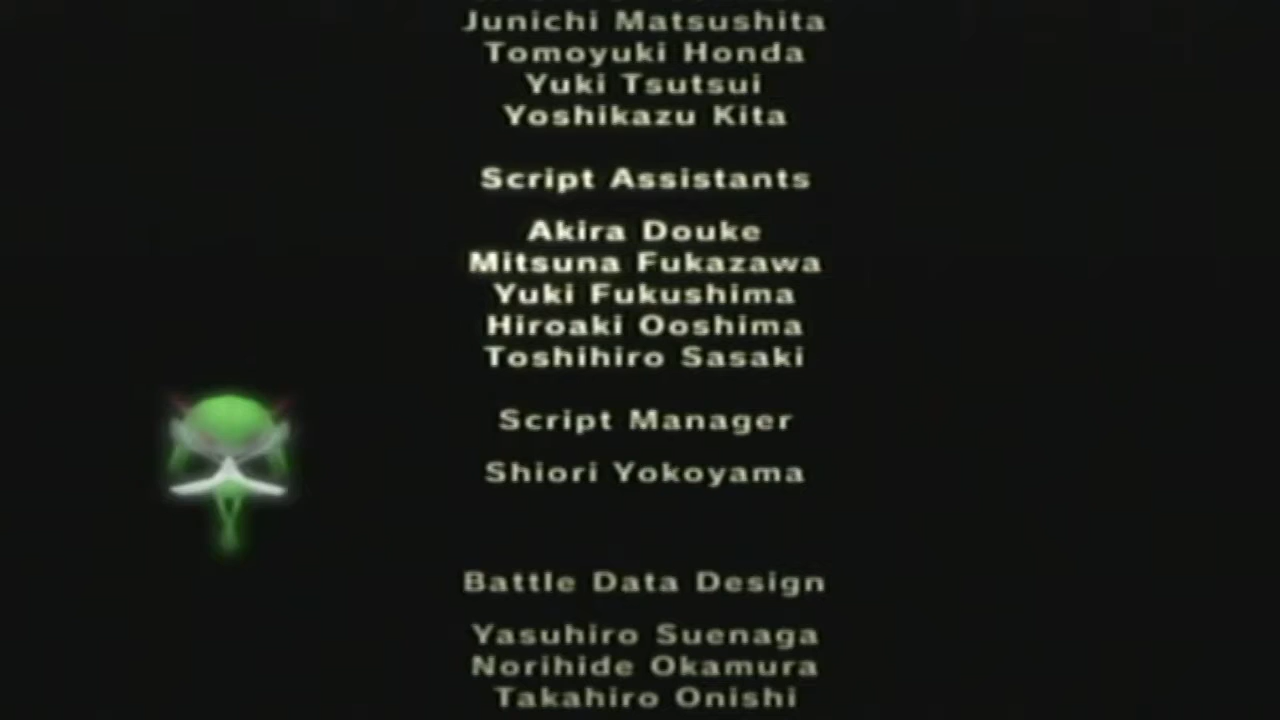 Junichi Matsushita
Tomoyuki Honda
Yuki Tsutsui
Yoshikazu Kita
Script Assistants
Akira Douke
Mitsuna Fukazawa
Yuki Fukushima
Hiroaki Ooshima
Toshihiro Sasaki
Script Manager
Shiori Yokoyama
Battle Data Design
Yasuhiro Suenaga
Norihide Okamura
Takahiro Onishi